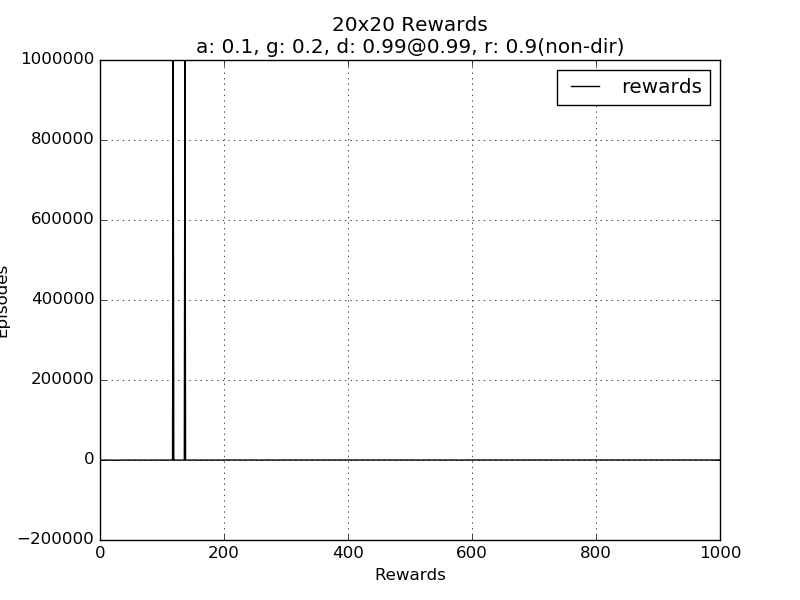 20x20 Rewards
a: 0.1, g: 0.2, d: 0.99@0.99, r: 0.9(non-dir)
rewards
1000000
800000
600000
400000
200000
0
−200000
Episodes
0 200 400 600 800 1000
Rewards